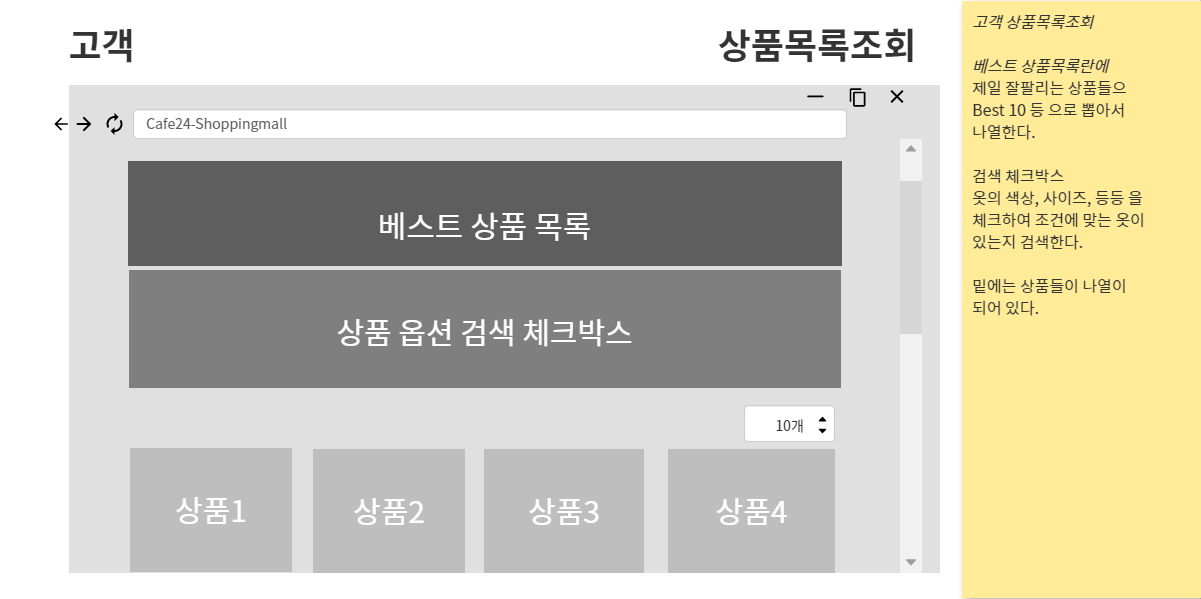 고객
상품목록조회
Cafe24-Shoppingmall
베스트 상품 목록
상품 옵션 검색 체크박스
10개
상품1
상품2
상품3
상품4
고객 상품목록조회
베스트 상품목록란에
제일 잘팔리는 상품들으
Best 10 등 으로 뽑아서
나열한다.
검색 체크박스
옷의 색상, 사이즈, 등등 을
체크하여 조건에 맞는 옷이
있는지 검색한다.
밑에는 상품들이 나열이
되어 있다.